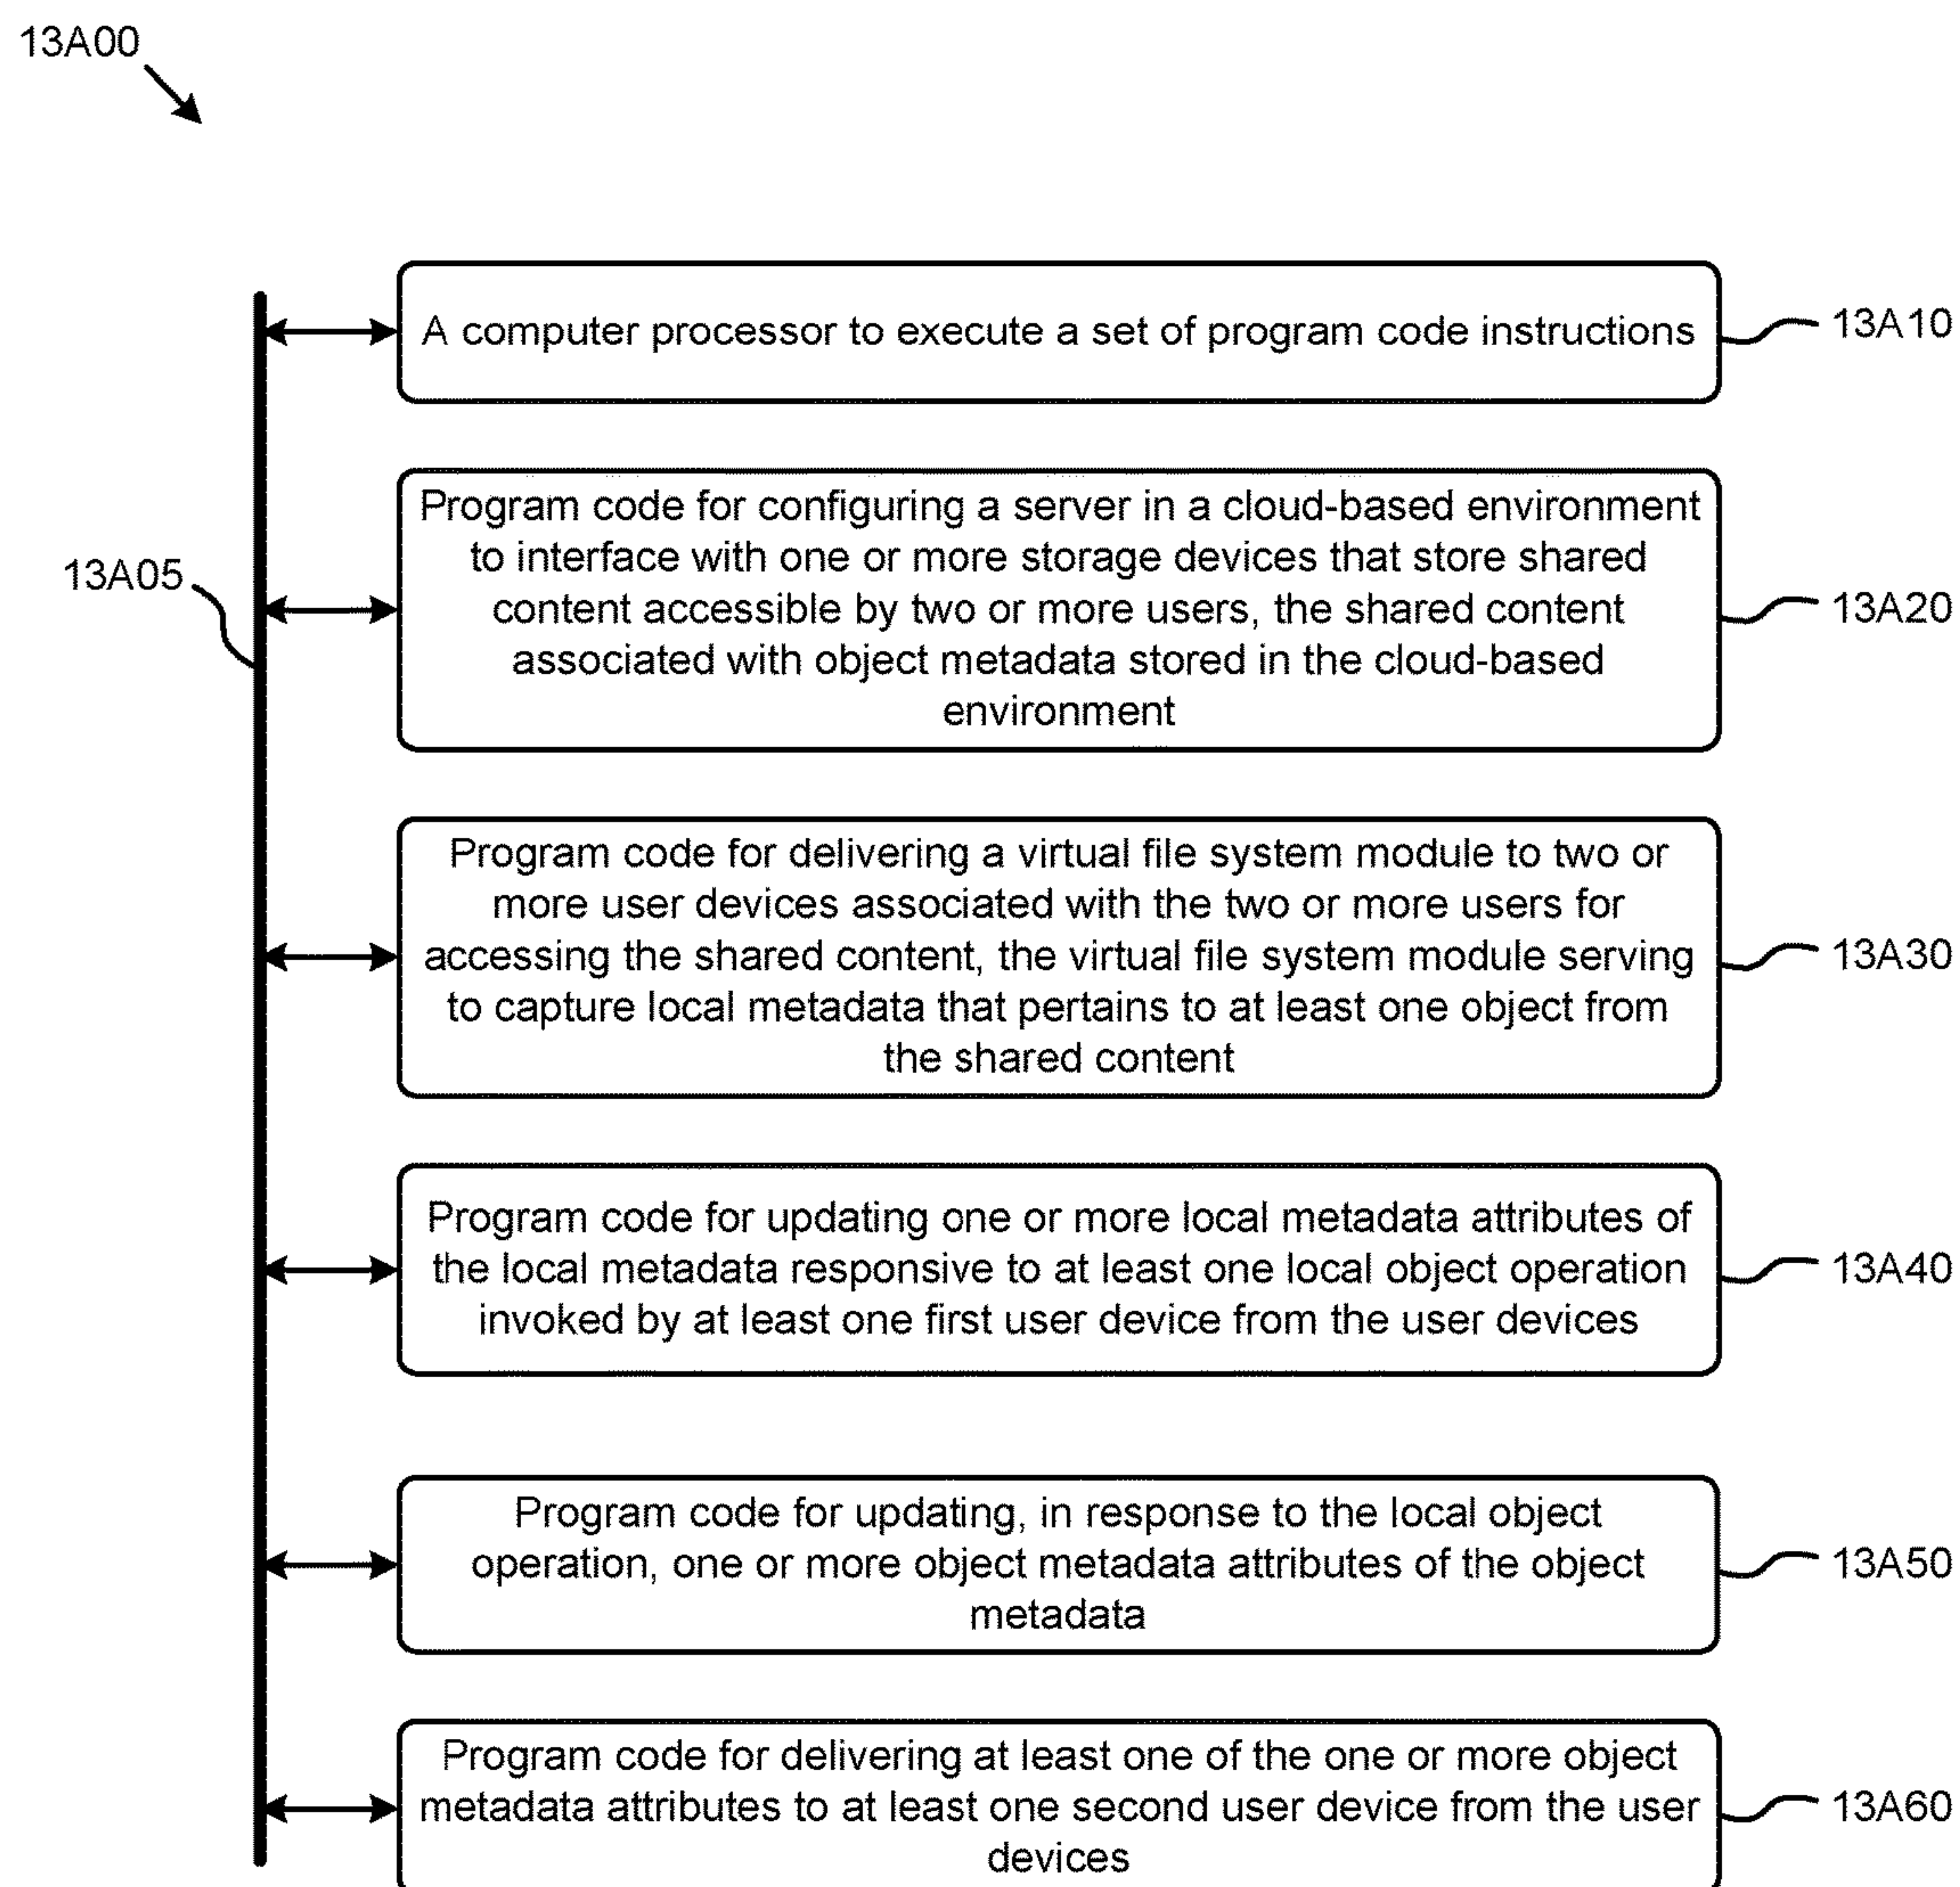 13A00
A computer processor to execute a set of program code instructions
13A10
Program code for configuring a server in a cloud-based environment
to interface with one or more storage devices that store shared
content accessible by two or more users, the shared content
associated with object metadata stored in the cloud-based
environment
13A05
13A20
Program code for delivering a virtual file system module to two or
more user devices associated with the two or more users for
accessing the shared content, the virtual file system module serving
to capture local metadata that pertains to at least one object from
the shared content
13A30
Program code for updating one or more local metadata attributes of
the local metadata responsive to at least one local object operation
invoked by at least one first user device from the user devices
13A40
Program code for updating, in response to the local object
operation, one or more object metadata attributes of the object
metadata
13A50
Program code for delivering at least one of the one or more object
metadata attributes to at least one second user device from the user
devices
13A60